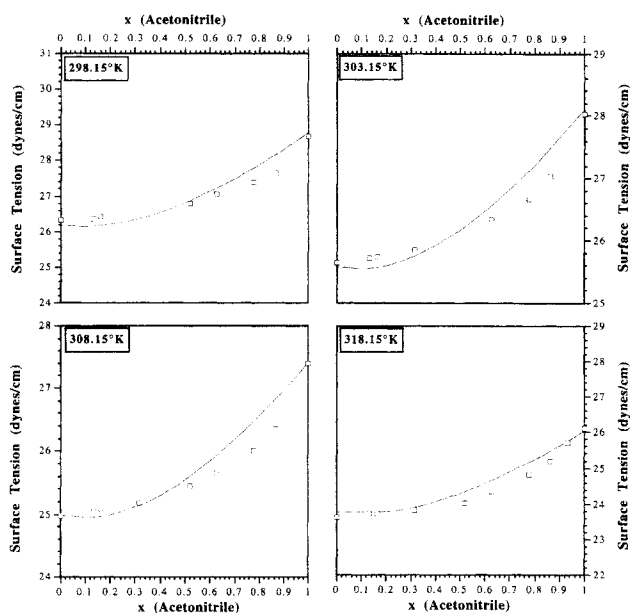 x (Acetonitrile)
x (Acetonitrile)
0 0.1 0.2 0.3 0.4 0.5 0.6 0.7 0.8 0.9 1
0 0.1 0.2 0.3 0.4 0.5 0.6 0.7 0.8 0.9 1
298.15°K
303.15°K
Surface Tension (dynes/cm)
31
30
29
28
27
26
25
24
29
28
27
26
25
Surface Tension (dynes/cm)
308.15°K
318.15°K
Surface Tension (dynes/cm)
28
27
26
25
24
29
28
27
26
25
24
23
22
Surface Tension (dynes/cm)
0 0.1 0.2 0.3 0.4 0.5 0.6 0.7 0.8 0.9 1
0 0.1 0.2 0.3 0.4 0.5 0.6 0.7 0.8 0.9 1
x (Acetonitrile)
x (Acetonitrile)